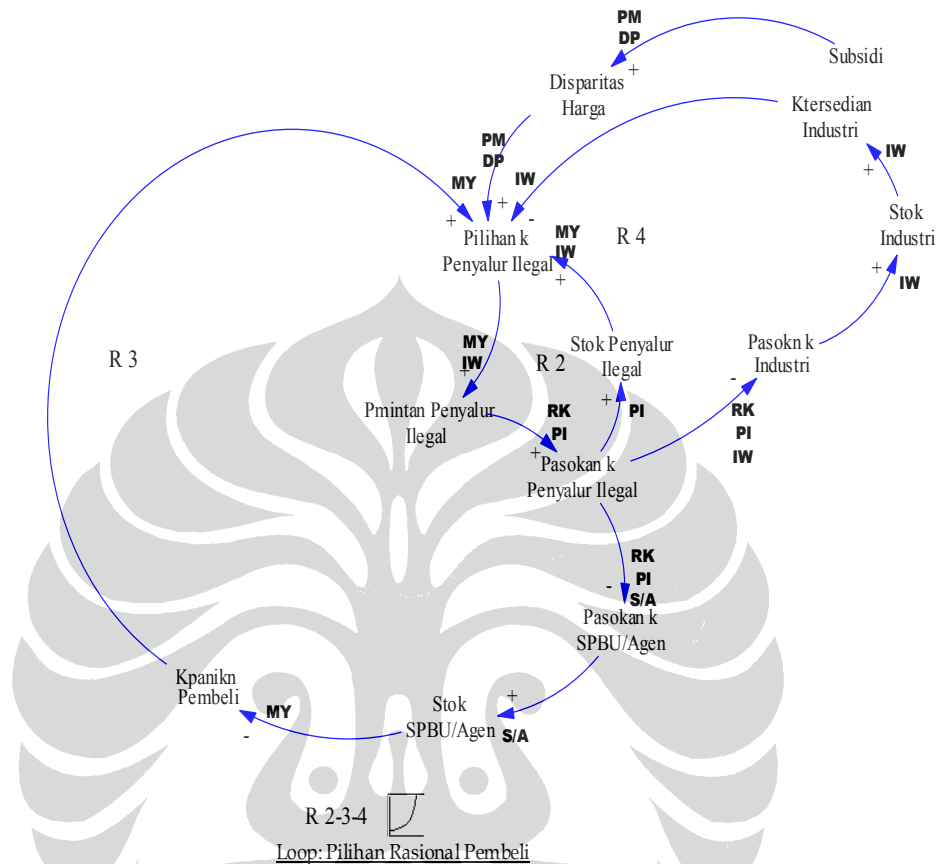 PM
DP
+
Subsidi
Disparitas
Harga
Ktersedian
Industri
PM
DP
MY
IW
IW
+
+
+
-
Pilihan k
Penyalur Ilegal
MY
IW
+
R 4
Stok
Industri
+
IW
R 3
MY
IW
+
R 2
Stok Penyalur
Ilegal
+
PI
Pasokn k
Industri
-
RK
PI
IW
Pmintan Penyalur
Ilegal
RK
PI
+
Pasokan k
Penyalur Ilegal
RK
PI
S/A
-
Pasokan k
SPBU/Agen
Kpanikn
Pembeli
MY
-
Stok
SPBU/Agen
+
S/A
R 2-3-4
Loop: Pilihan Rasional Pembeli